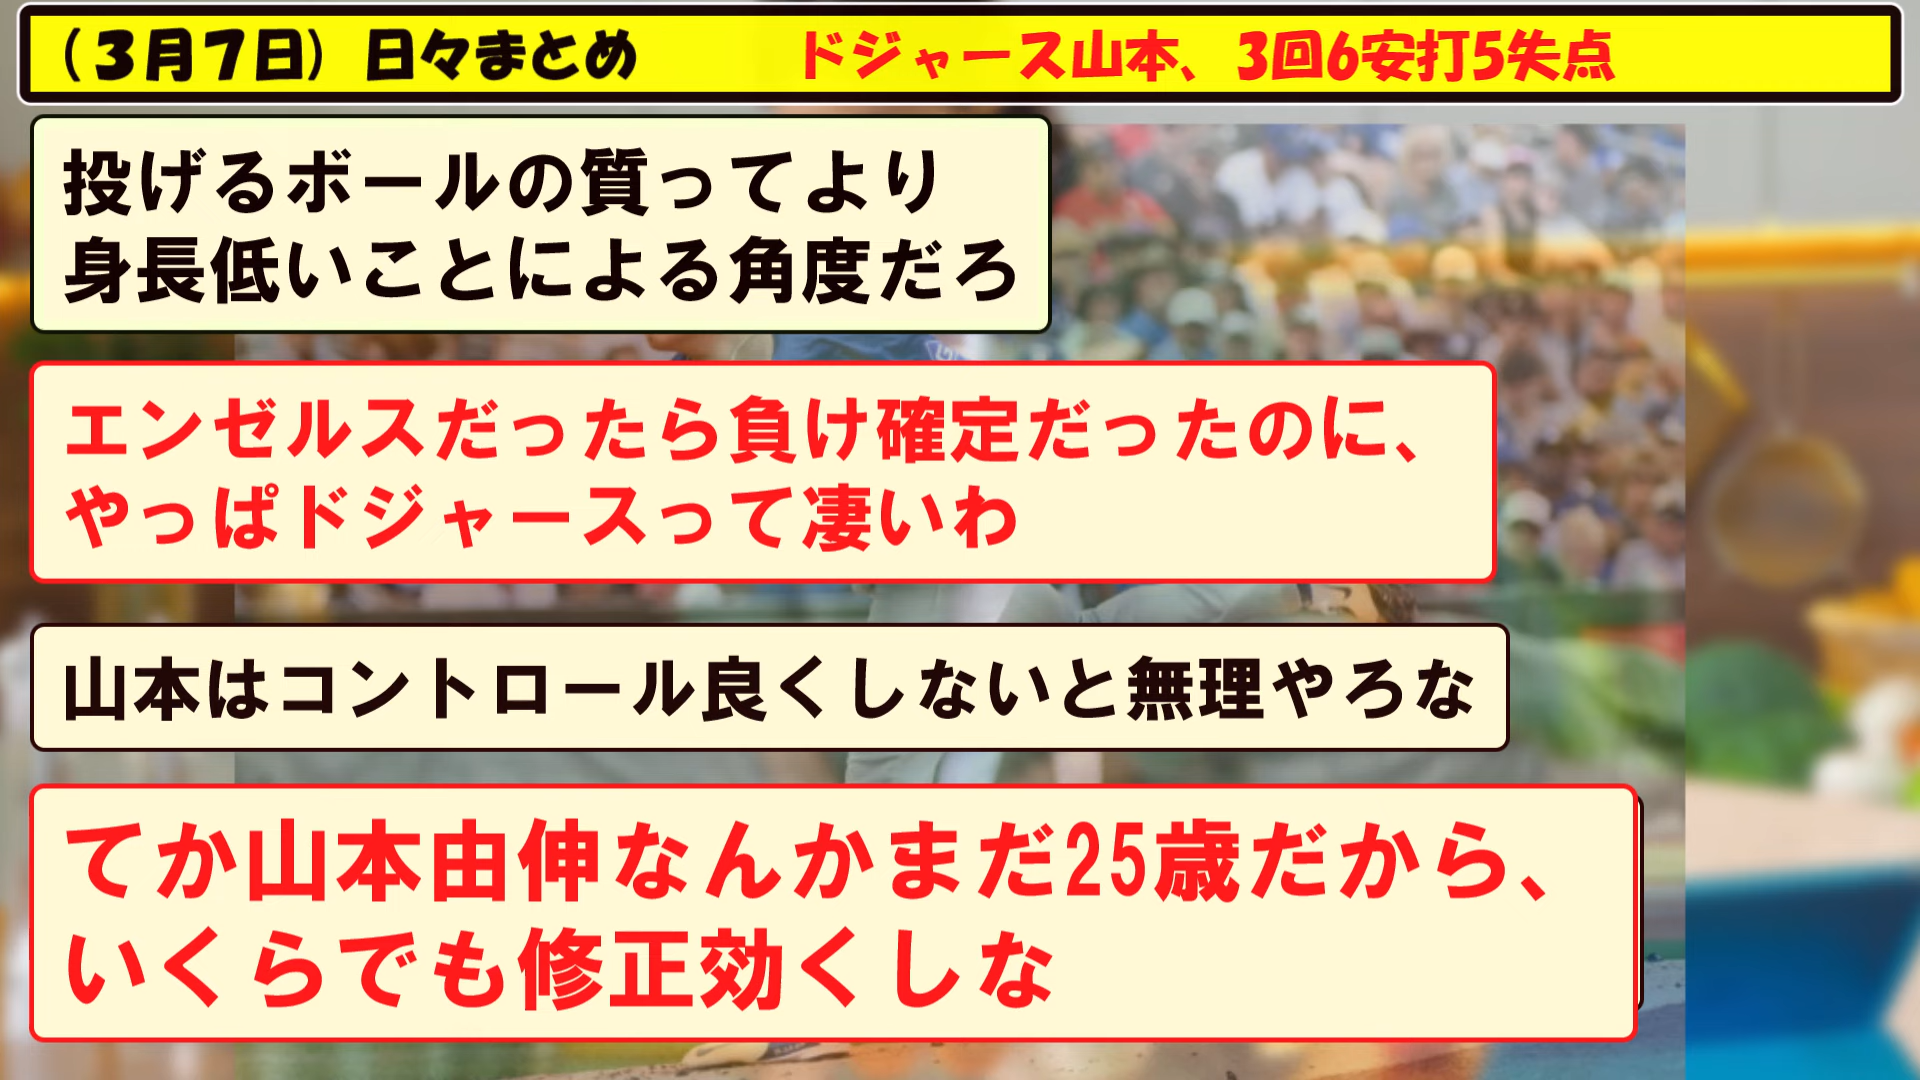 （3月7日）日々まとめ　ドジャース山本、3回6安打5失点
投げるボールの質ってより
身長低いことによる角度だろ
エンゼルスだったら負け確定だったのに、
やっぱドジャースって凄いわ
山本はコントロール良くしないと無理やろな
てか山本由伸なんかまだ25歳だから、
いくらでも修正効くしな